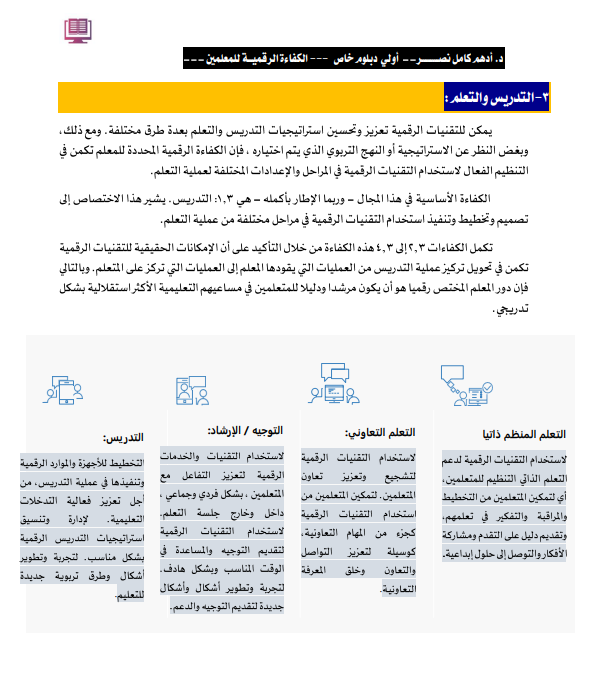 د. أدهم كامل نصـــــر-- أولي دبلوم خاص --- الكفاءة الرقميـة للمعلمين ---
٣-التدريس والتعلم:
يمكن للتقنيات الرقمية تعزيز وتحسين استراتيجيات التدريس والتعلم بعدة طرق مختلفة. ومع ذلك،
وبغض النظر عن الاستراتيجية أو النهج التربوي الذي يتم اختياره ، فإن الكفاءة الرقمية المحددة للمعلم تكمن في
التنظيم الفعال لاستخدام التقنيات الرقمية في المراحل والإعدادات المختلفة لعملية التعلم.
الكفاءة الأساسية في هذا المجال – وربما الإطار بأكمله – هي ١,٣: التدريس. يشير هذا الاختصاص إلى
تصميم وتخطيط وتنفيذ استخدام التقنيات الرقمية في مراحل مختلفة من عملية التعلم.
تكمل الكفاءات ٢,٣ إلى ٤,٣ هذه الكفاءة من خلال التأكيد على أن الإمكانات الحقيقية للتقنيات الرقمية
تكمن في تحويل تركيز عملية التدريس من العمليات التي يقودها المعلم إلى العمليات التي تركز على المتعلم. وبالتالي
فإن دور المعلم المختص رقميا هو أن يكون مرشدا ودليلا للمتعلمين في مساعيهم التعليمية الأكثر استقلالية بشكل
تدريجي.
التعلم المنظم ذاتيا
لاستخدام التقنيات الرقمية لدعم
التعلم الذاتي التنظيم للمتعلمين،
أي لتمكين المتعلمين من التخطيط
والمراقبة والتفكير في تعلمهم،
وتقديم دليل على التقدم ومشاركة
الأفكار والتوصل إلى حلول إبداعية.
التعلم التعاوني:
لاستخدام التقنيات الرقمية
لتشجيع وتعزيز تعاون
المتعلمين. لتمكين المتعلمين من
استخدام التقنيات الرقمية
كجزء من المهام التعاونية،
كوسيلة لتعزيز التواصل
والتعاون وخلق المعرفة
التعاونية.
التوجيه / الإرشاد:
لاستخدام التقنيات والخدمات
الرقمية لتعزيز التفاعل مع
المتعلمين ، بشكل فردي وجماعي ،
داخل وخارج جلسة التعلم.
لاستخدام التقنيات الرقمية
لتقديم التوجيه والمساعدة في
الوقت المناسب وبشكل هادف.
لتجربة وتطوير أشكال وأشكال
جديدة لتقديم التوجيه والدعم.
التدريس:
التخطيط للأجهزة والموارد الرقمية
وتنفيذها في عملية التدريس، من
أجل تعزيز فعالية التدخلات
التعليمية. لإدارة وتنسيق
استراتيجيات التدريس الرقمية
بشكل مناسب. لتجربة وتطوير
أشكال وطرق تربوية جديدة
للتعليم.